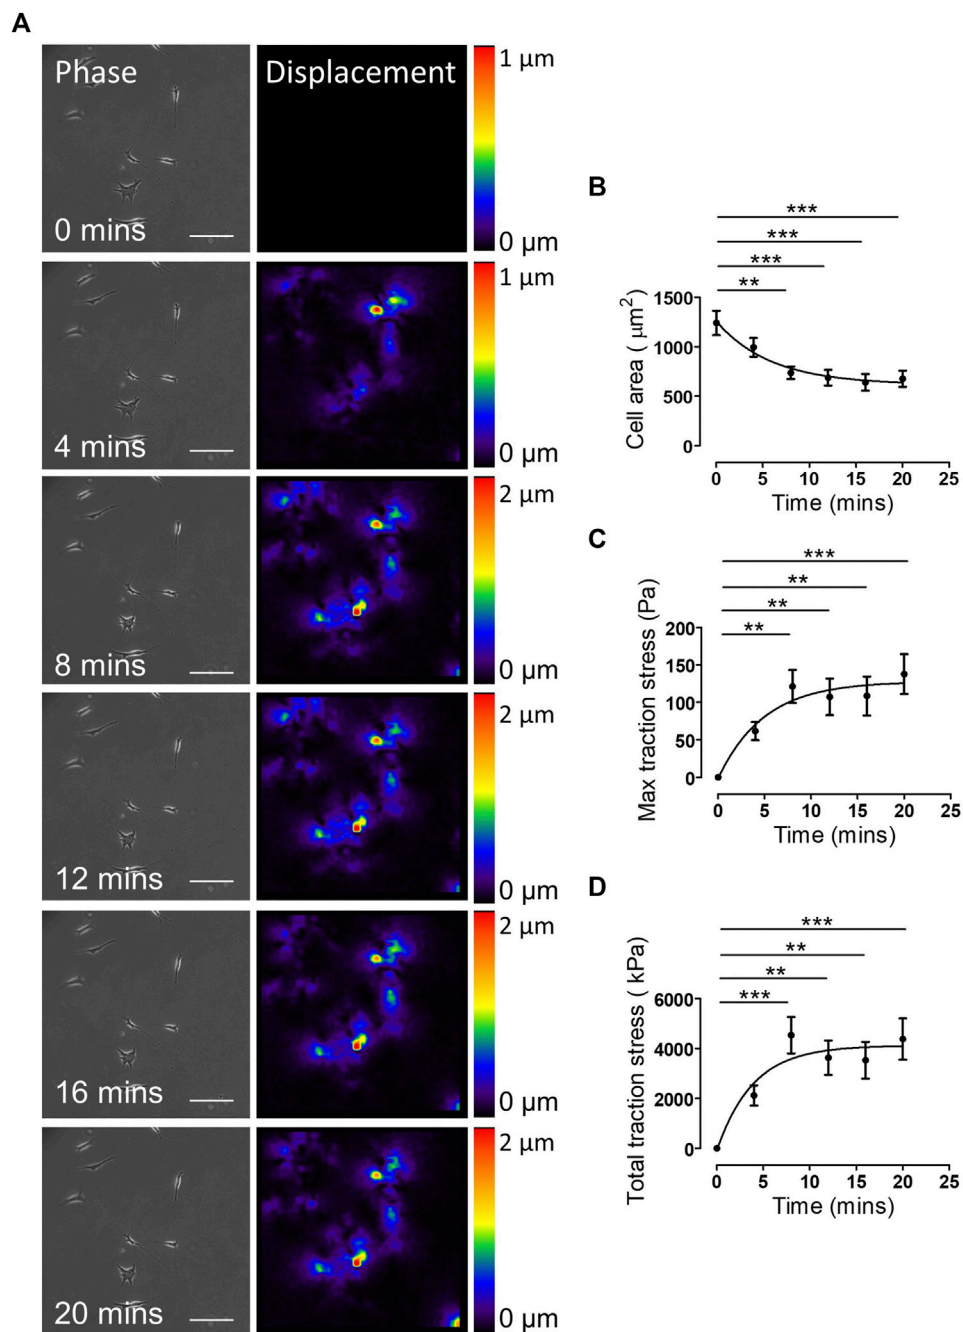 A
Phase
Displacement
1 µm
0 mins
0 µm
1 µm
4 mins
0 µm
2 µm
8 mins
0 µm
2 µm
12 mins
0 µm
2 µm
16 mins
0 µm
2 µm
20 mins
0 µm
B
***
***
***
**
Cell area ( µm²)
1500
1000
500
0
0 5 10 15 20 25
Time (mins)
C
***
**
**
**
Max traction stress (Pa)
200
150
100
50
0
0 5 10 15 20 25
Time (mins)
D
***
**
**
***
Total traction stress ( kPa)
6000
4000
2000
0
0 5 10 15 20 25
Time (mins)